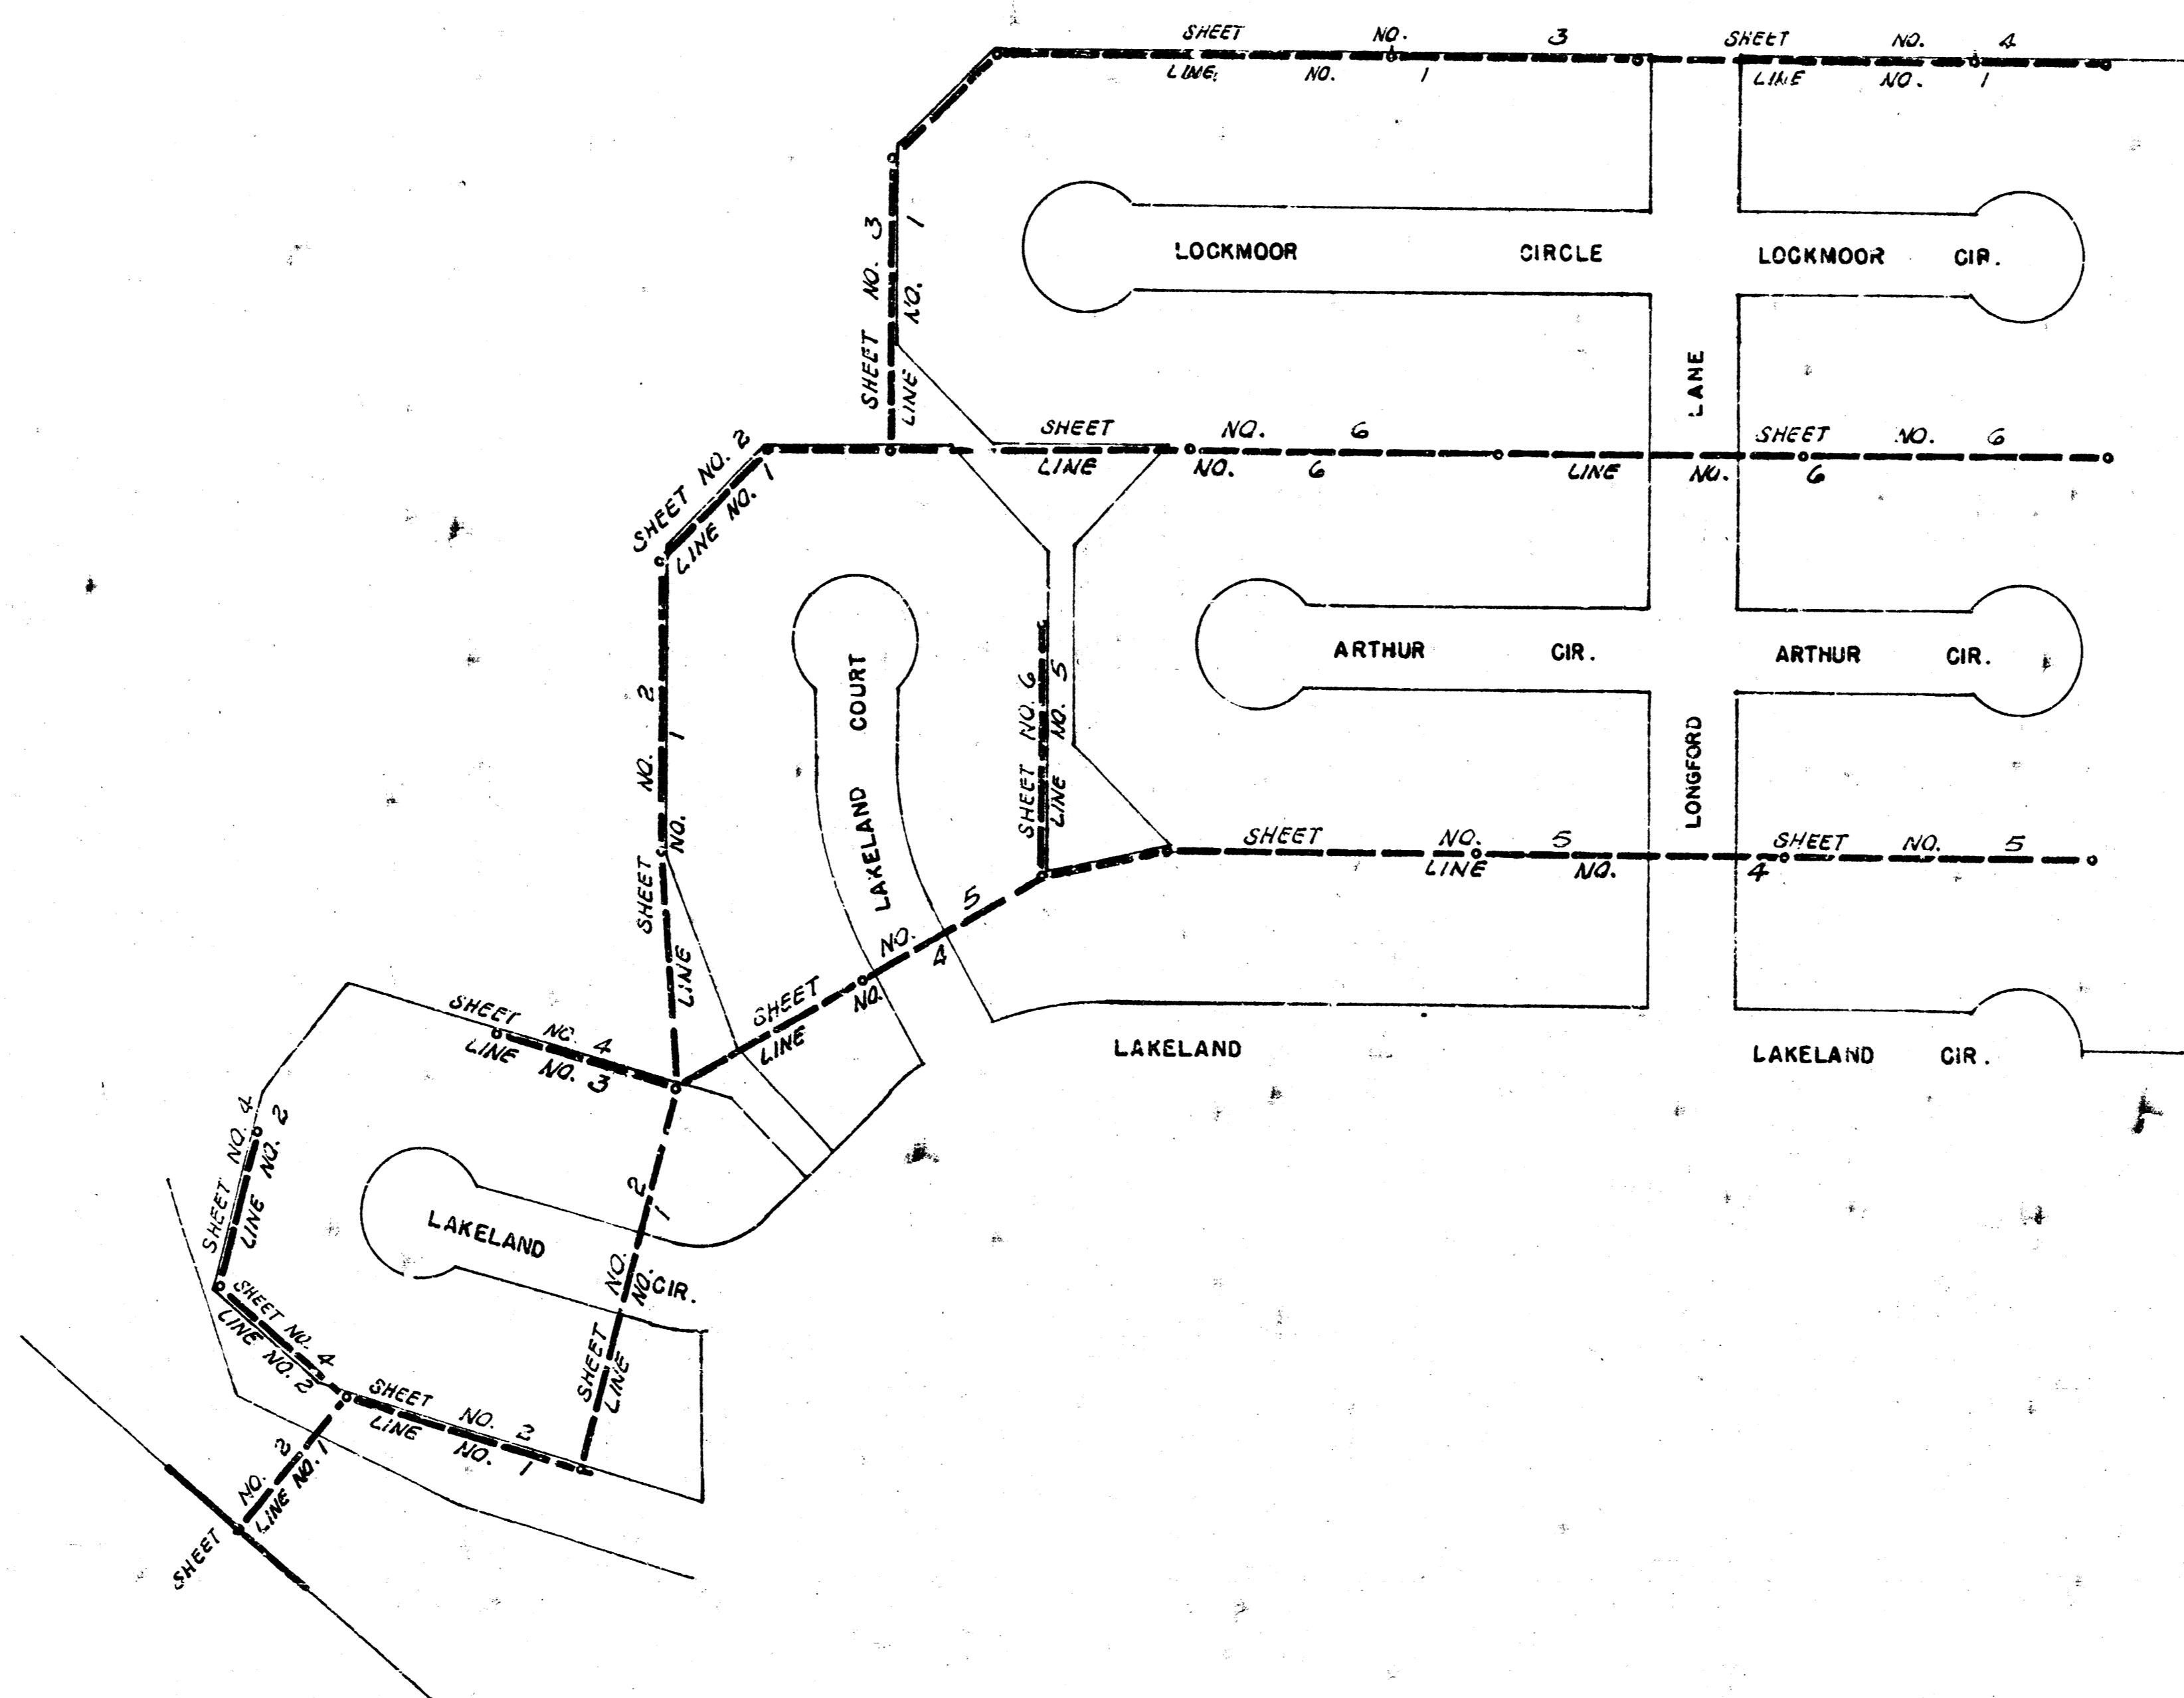 SHEET NO. 3 SHEET NO. 4
LINE NO. 1 LINE NO. 1
SHEET NO. 3
LINE NO. 1
LOCKMOOR CIRCLE LOCKMOOR CIR.
LANE
SHEET NO. 6 SHEET NO. 6
LINE NO. 6 LINE NO. 6
SHEET NO. 2
LINE NO. 1
SHEET NO. 2
LINE NO. 1
LAKELAND COURT
SHEET NO. 6
LINE NO. 5
ARTHUR CIR. ARTHUR CIR.
LONGFORD
SHEET NO. 5 SHEET NO. 5
LINE NO. 4
SHEET NO. 5
LINE NO. 4
LAKELAND LAKELAND CIR.
SHEET NO. 4
LINE NO. 3
SHEET NO. 4
LINE NO. 2
LAKELAND CIR.
SHEET NO. 2
LINE NO. 1
SHEET NO. 4
LINE NO. 2
SHEET NO. 2
LINE NO. 1
SHEET NO. 2
LINE NO. 1